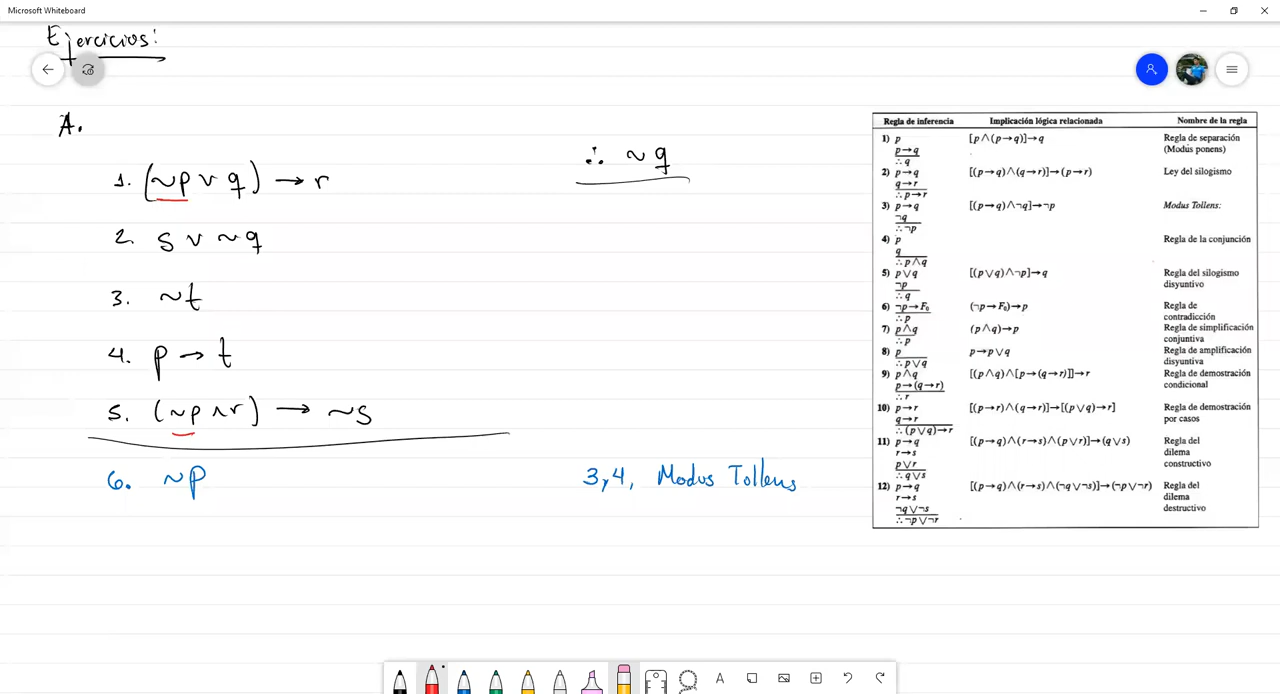 Microsoft Whiteboard
Ejercicios:
A.
∴ ~q
1. (~p ∨ q) → r
2. s ∨ ~q
3. ~t
4. p → t
5. (~p ∧ r) → ~s
6. ~p 3,4, Modus Tollens
Regla de inferencia Implicación lógica relacionada Nombre de la regla
1) p [p∧(p→q)]→q Regla de separación
p→q (Modus ponens)
∴q
2) p→q [(p→q)∧(q→r)]→(p→r) Ley del silogismo
q→r
∴p→r
3) p→q [(p→q)∧¬q]→¬p Modus Tollens:
¬q
∴¬p
4) p Regla de la conjunción
q
∴p∧q
5) p∨q [(p∨q)∧¬p]→q Regla del silogismo
¬p disyuntivo
∴q
6) ¬p→F₀ (¬p→F₀)→p Regla de
∴p contradicción
7) p∧q (p∧q)→p Regla de simplificación
∴p conjuntiva
8) p p→p∨q Regla de amplificación
∴p∨q disyuntiva
9) p∧q [(p∧q)∧[p→(q→r)]]→r Regla de demostración
p→(q→r) condicional
∴r
10) p→r [(p→r)∧(q→r)]→[(p∨q)→r] Regla de demostración
q→r por casos
∴(p∨q)→r
11) p→q [(p→q)∧(r→s)∧(p∨r)]→(q∨s) Regla del
r→s dilema
p∨r constructivo
∴q∨s
12) p→q [(p→q)∧(r→s)∧(¬q∨¬s)]→(¬p∨¬r) Regla del
r→s dilema
¬q∨¬s destructivo
∴¬p∨¬r
A